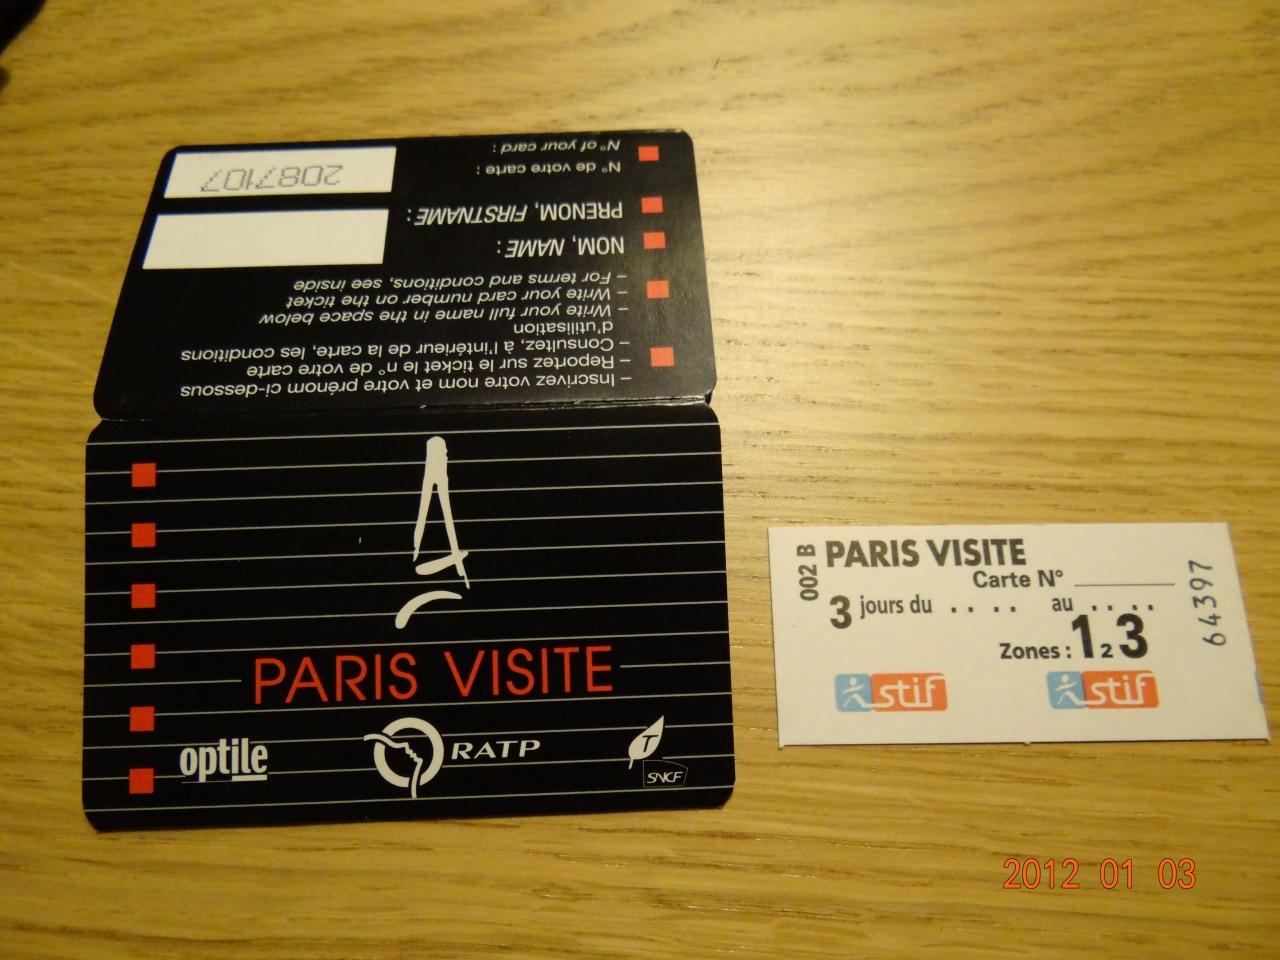 N° of your card :
N° de votre carte :
2087107
PRENOM, FIRSTNAME :
NOM, NAME :
– For terms and conditions, see inside
– Write your card number on the ticket
– Write your full name in the space below
d'utilisation
– Consultez, à l'intérieur de la carte, les conditions
– Reportez sur le ticket le n° de votre carte
– Inscrivez votre nom et votre prénom ci-dessous
PARIS VISITE
optile
RATP
T
SNCF
002 B
PARIS VISITE
Carte N°
3 jours du . . . . au . . . .
Zones : 1 2 3
64397
stif
stif
2012 01 03